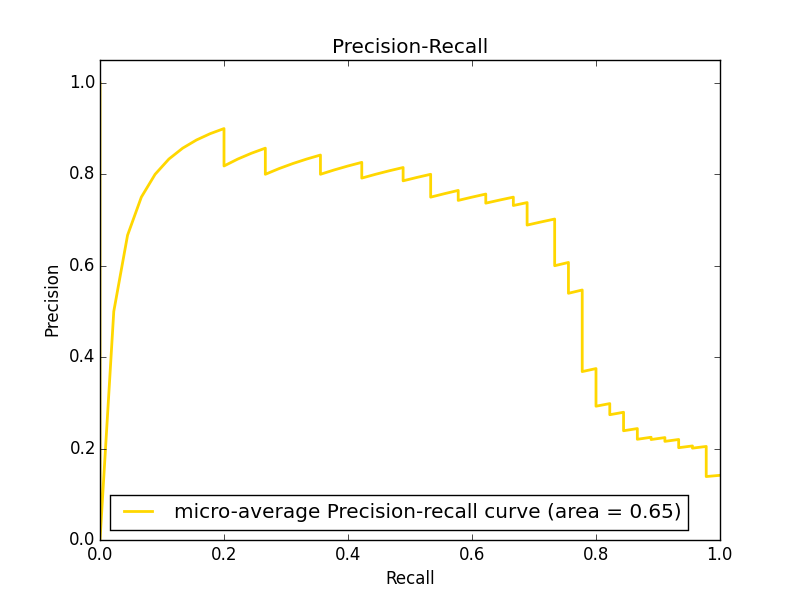 Precision-Recall
1.0
0.8
0.6
0.4
0.2
0.0
Precision
micro-average Precision-recall curve (area = 0.65)
0.0 0.2 0.4 0.6 0.8 1.0
Recall